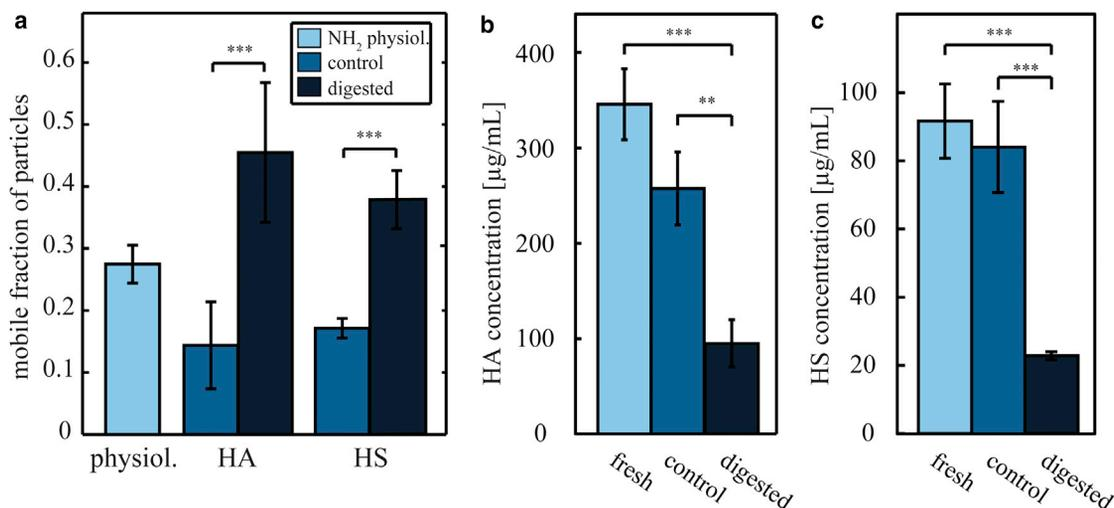 a
mobile fraction of particles
0.6
0.5
0.4
0.3
0.2
0.1
0
NH₂ physiol.
control
digested
***
***
physiol.
HA
HS
b
HA concentration [µg/mL]
400
300
200
100
0
***
**
fresh
control
digested
c
HS concentration [µg/mL]
100
80
60
40
20
0
***
***
fresh
control
digested